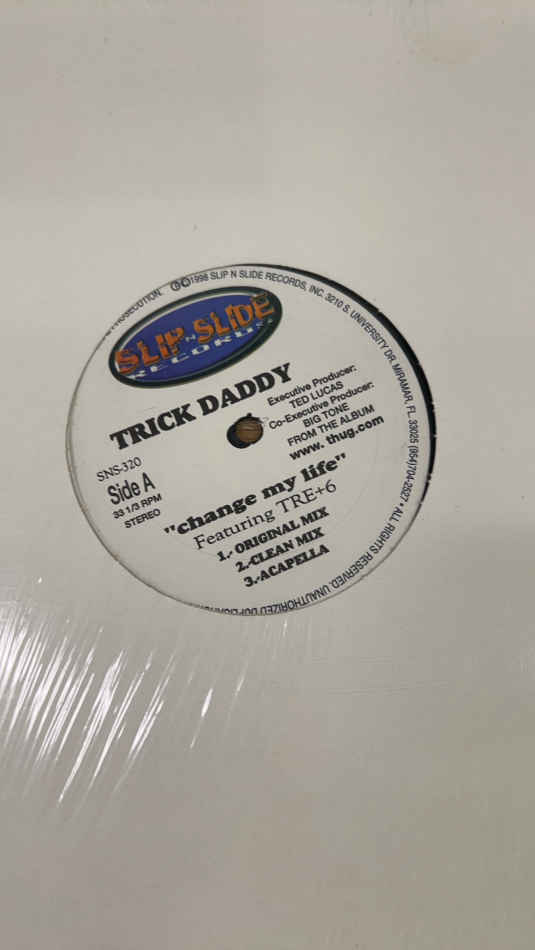 PROSECUTION. ℗©1998 SLIP N SLIDE RECORDS, INC. 3210 S. UNIVERSITY DR. MIRAMAR, FL. 33025 (954)704-2527 • ALL RIGHTS RESERVED. UNAUTHORIZED
SLIP N SLIDE
RECORDS
TRICK DADDY
Executive Producer:
TED LUCAS
Co-Executive Producer:
BIG TONE
FROM THE ALBUM
www. thug.com
SNS-320
Side A
33 1/3 RPM
STEREO
"change my life"
Featuring TRE+6
1.- ORIGINAL MIX
2.-CLEAN MIX
3.-ACAPELLA